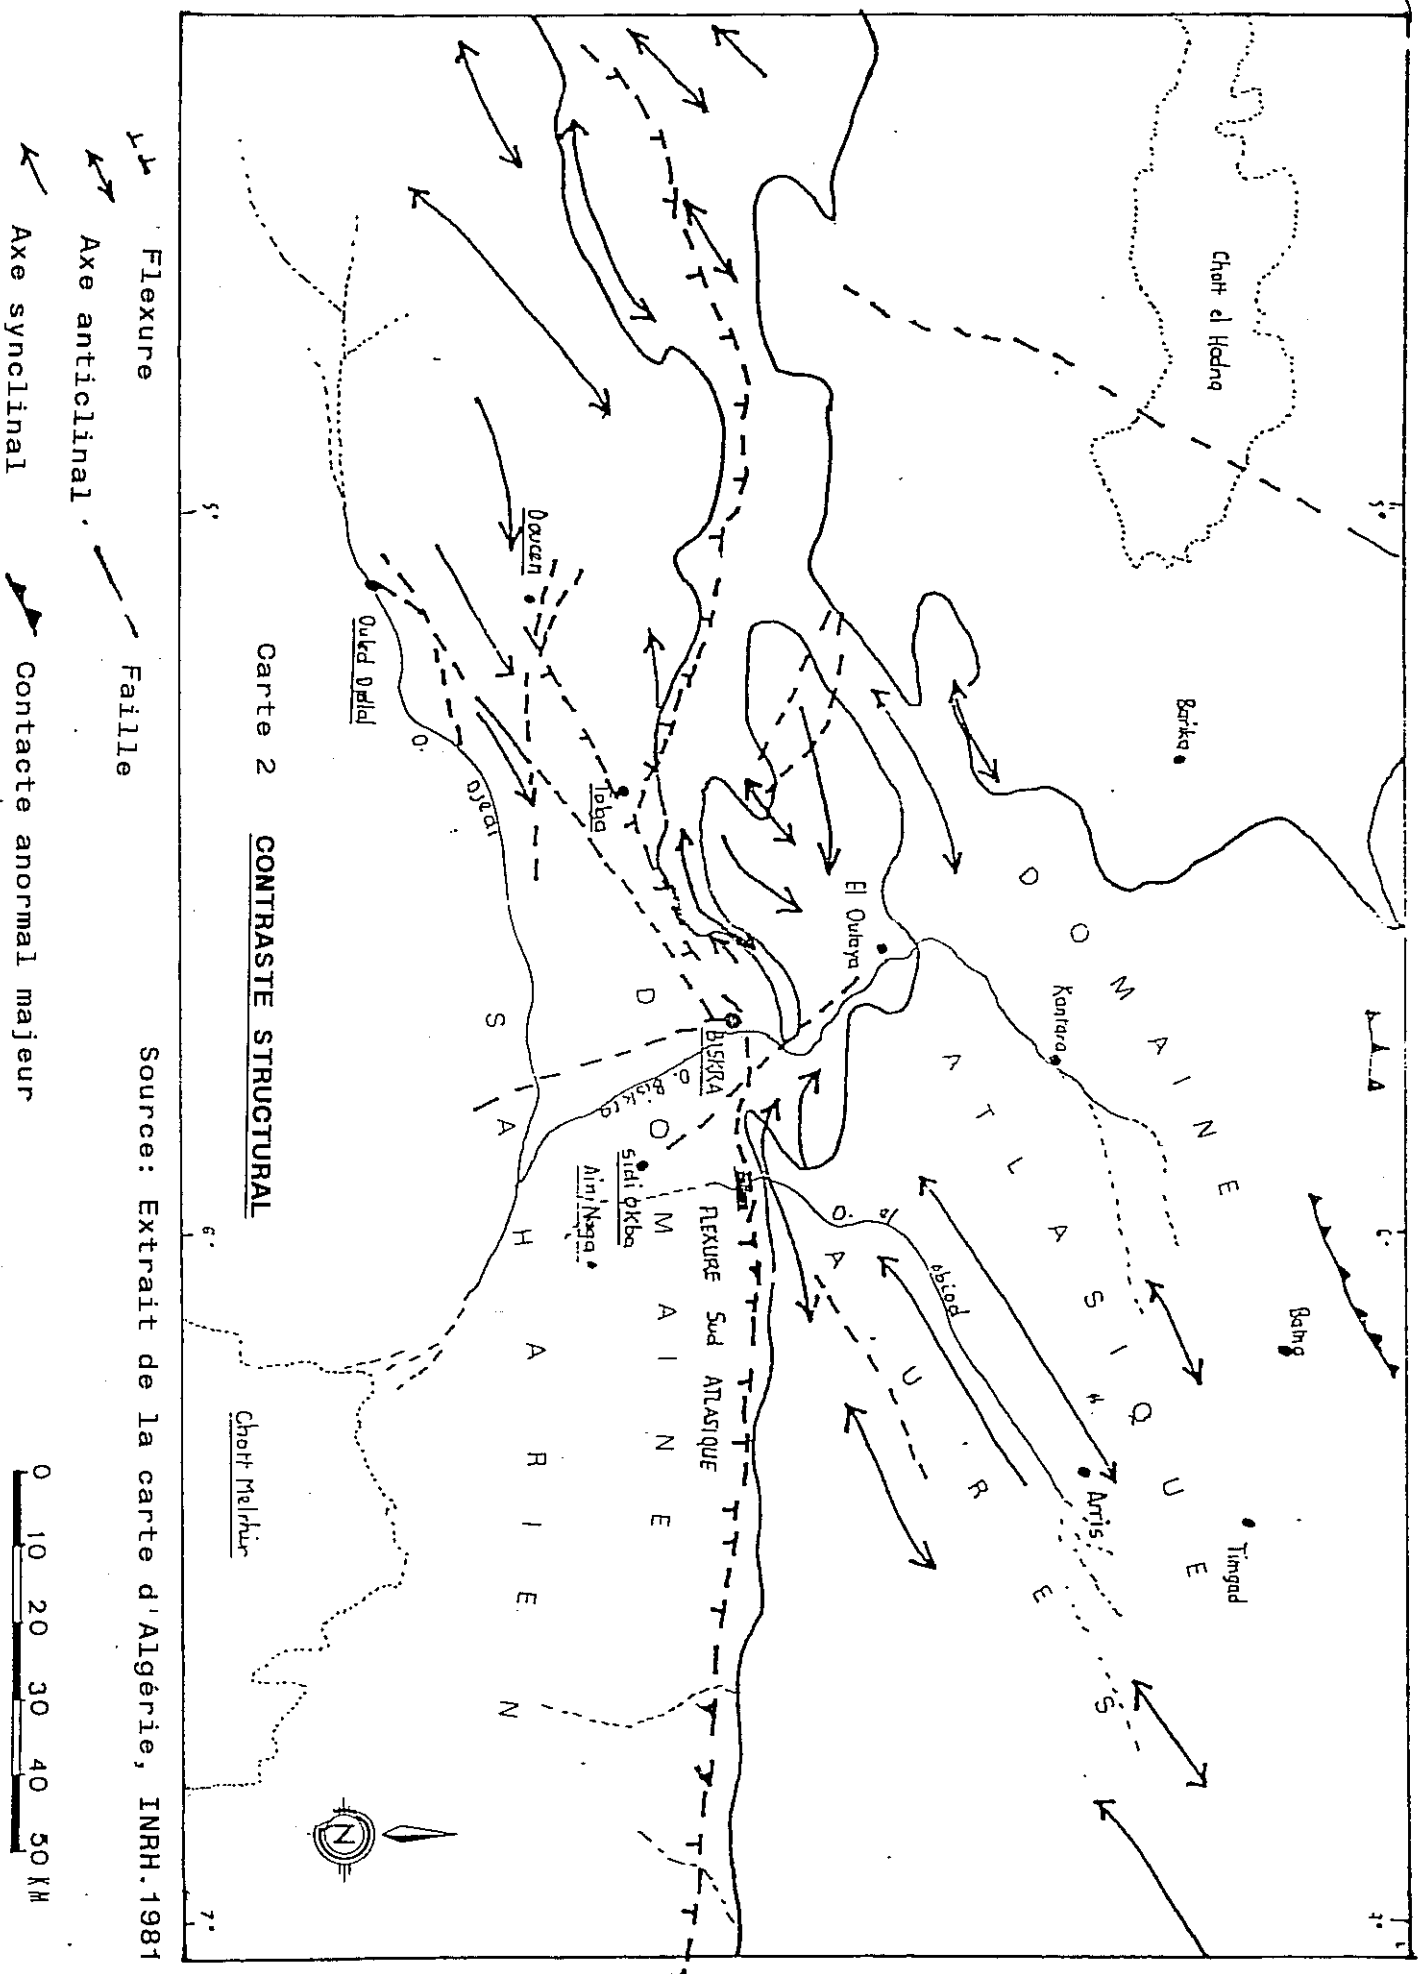 5°
6°
7°
Chott el Hodna
Barika
Batna
Timgad
Kantara
Arris
DOMAINE
ATLASIQUE
AURES
El Outaya
O. el abiod
BISKRA
O. Biskra
FLEXURE Sud ATLASIQUE
Doucen
Tolga
Sidi Okba
Ain Naga
DOMAINE
SAHARIEN
Ouled Djellal
O. Djedi
Chott Melrhir
5°
6°
7°
N
Carte 2 CONTRASTE STRUCTURAL
Source: Extrait de la carte d'Algérie, INRH.1981
Flexure
Faille
Axe anticlinal
Contacte anormal majeur
Axe synclinal
0 10 20 30 40 50 KM